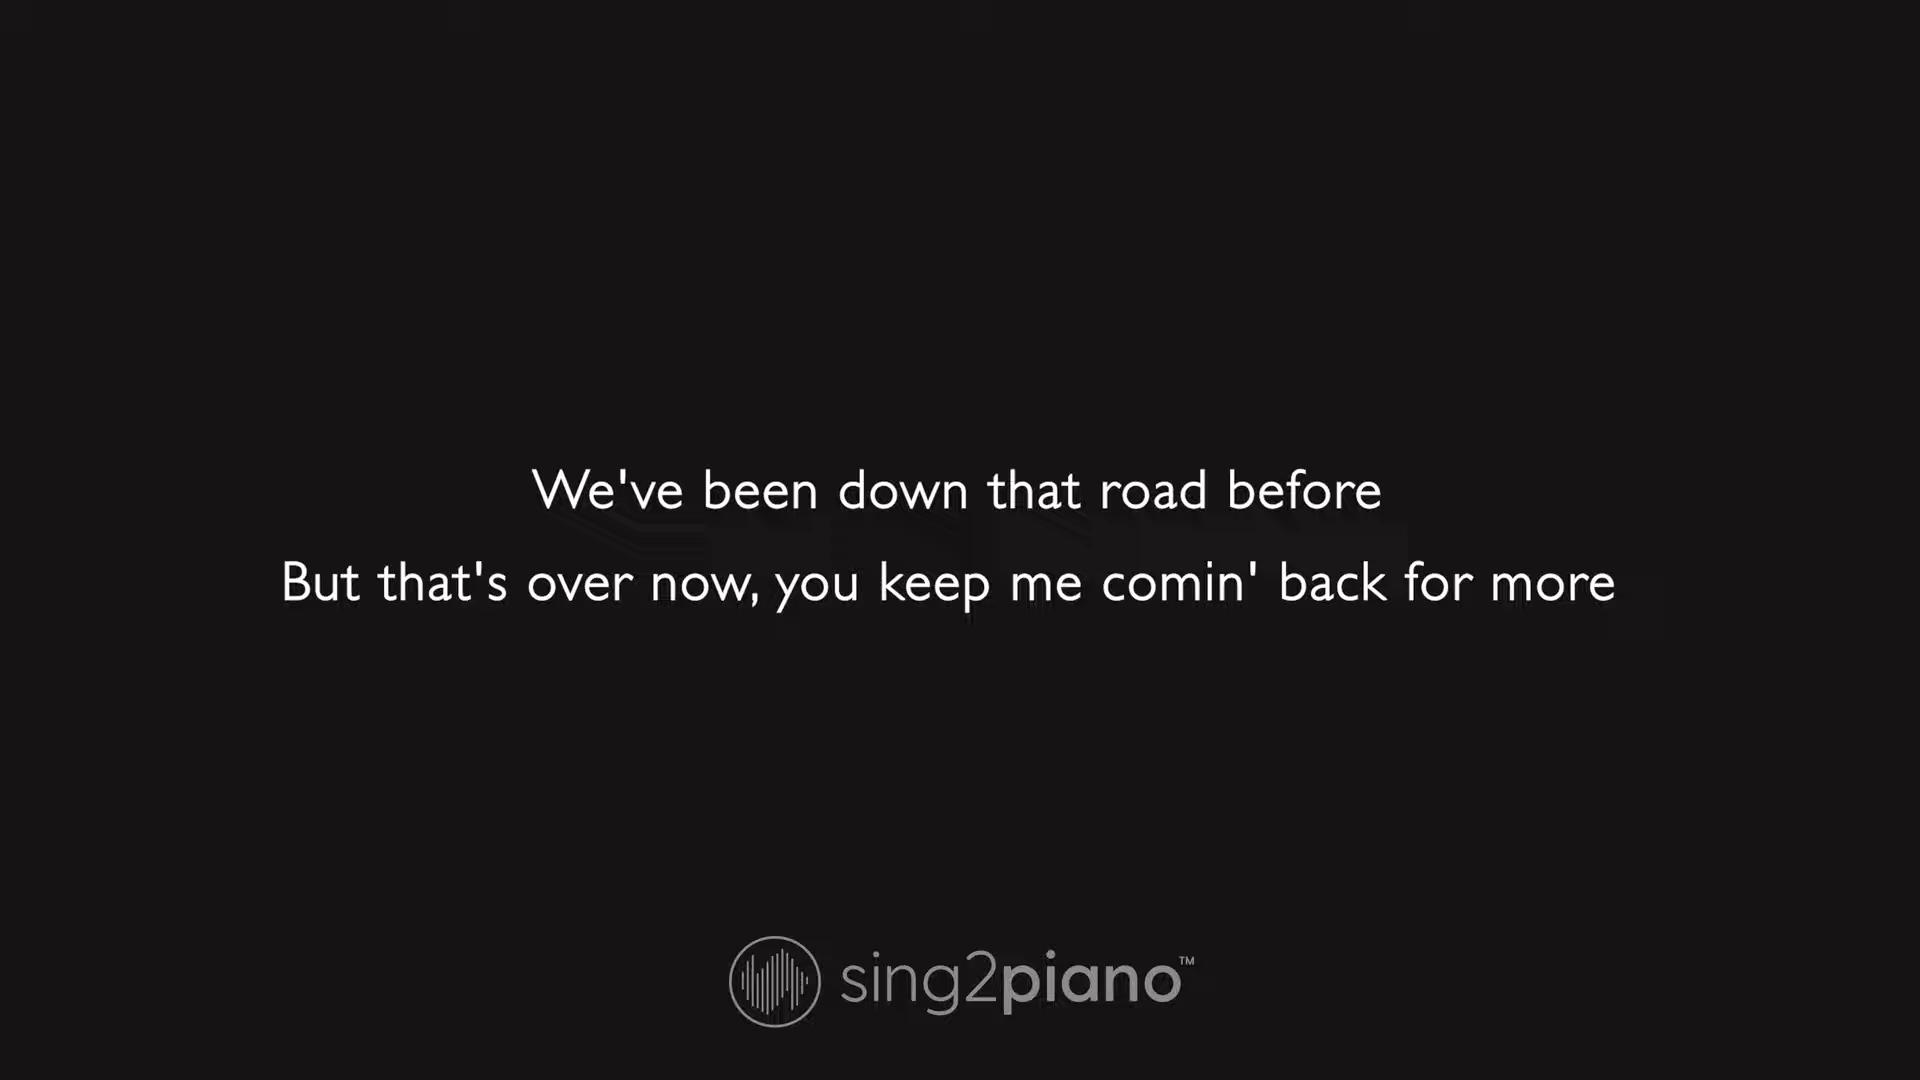 We've been down that road before
But that's over now, you keep me comin' back for more
sing2piano™